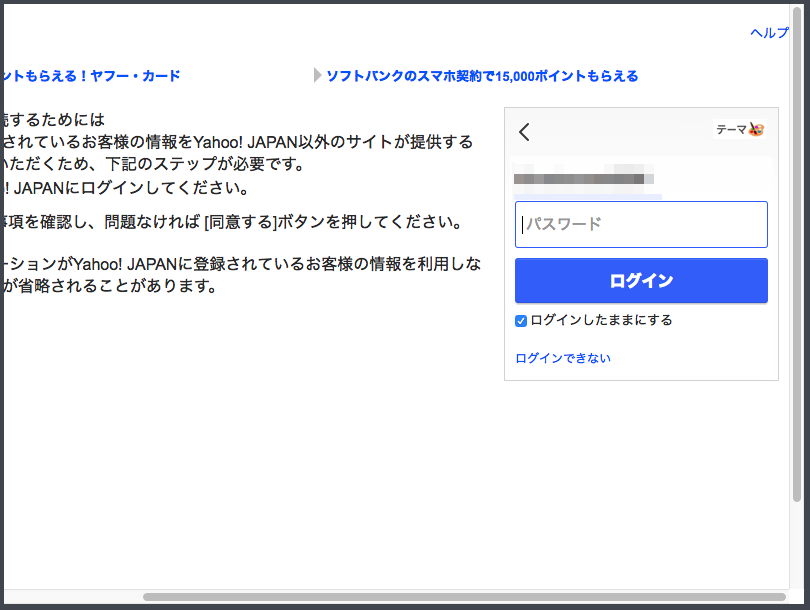 ヘルプ
ントもらえる！ヤフー・カード
ソフトバンクのスマホ契約で15,000ポイントもらえる
続するためには
されているお客様の情報をYahoo! JAPAN以外のサイトが提供する
いただくため、下記のステップが必要です。
o! JAPANにログインしてください。
事項を確認し、問題なければ [同意する]ボタンを押してください。
ーションがYahoo! JAPANに登録されているお客様の情報を利用しな
が省略されることがあります。
テーマ
パスワード
ログイン
ログインしたままにする
ログインできない